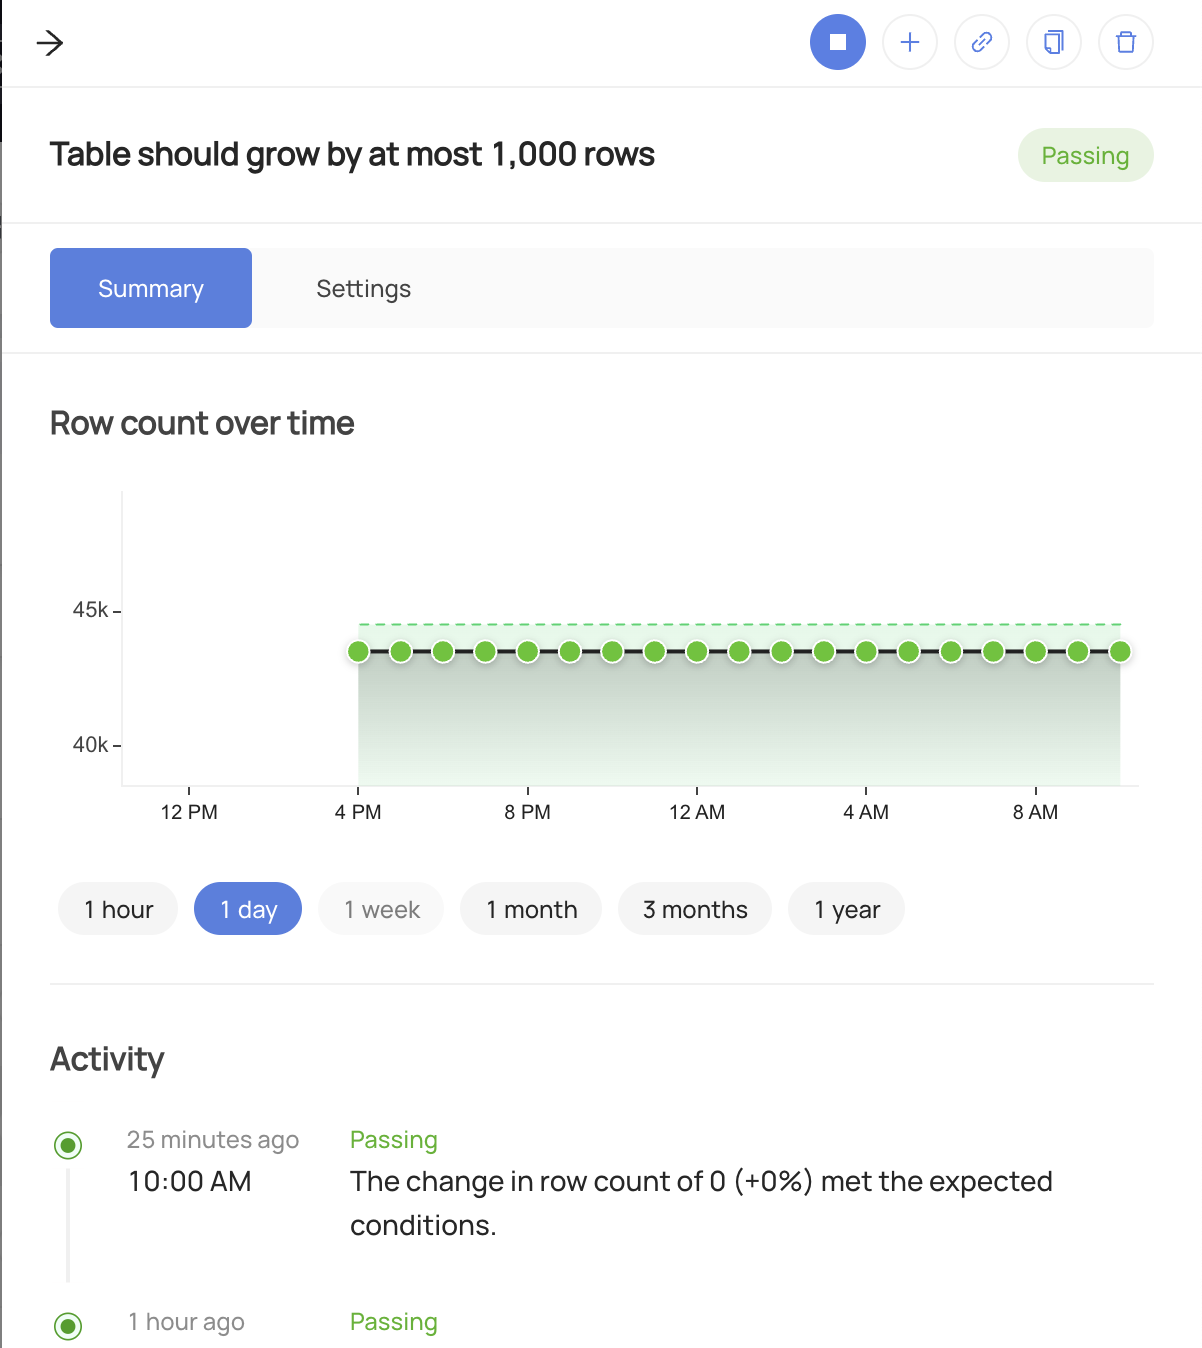 Table should grow by at most 1,000 rows
Passing
Summary
Settings
Row count over time
45k
40k
12 PM
4 PM
8 PM
12 AM
4 AM
8 AM
1 hour
1 day
1 week
1 month
3 months
1 year
Activity
25 minutes ago
Passing
10:00 AM
The change in row count of 0 (+0%) met the expected
conditions.
1 hour ago
Passing